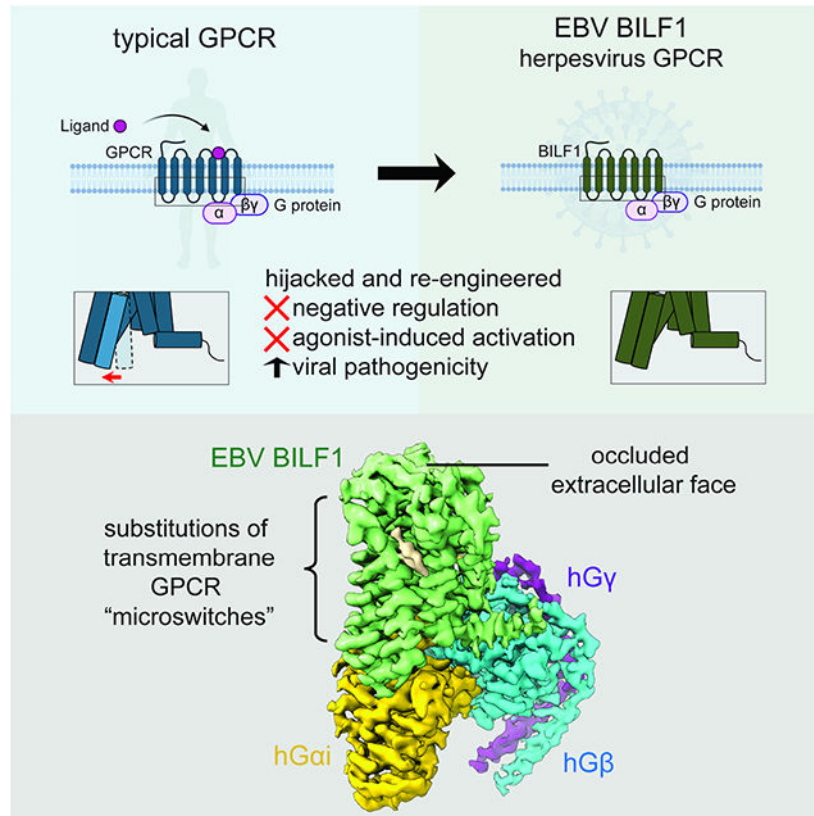 typical GPCR
EBV BILF1
herpesvirus GPCR
Ligand
GPCR
α
βγ
G protein
BILF1
α
βγ
G protein
hijacked and re-engineered
negative regulation
agonist-induced activation
viral pathogenicity
EBV BILF1
occluded
extracellular face
substitutions of
transmembrane
GPCR
“microswitches”
hGγ
hGαi
hGβ